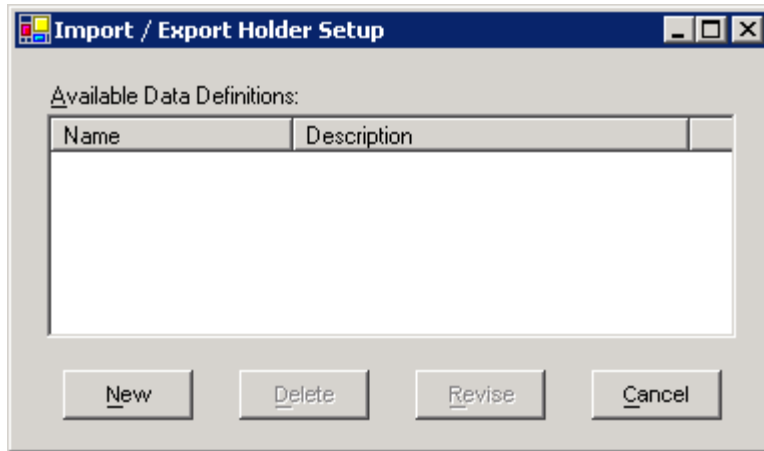 Import / Export Holder Setup
Available Data Definitions:
Name Description
New Delete Revise Cancel